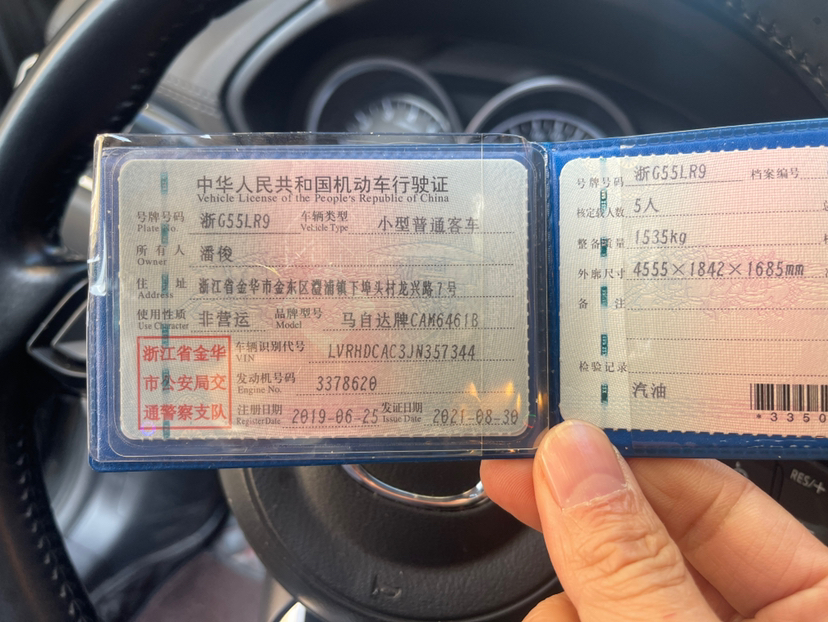 中华人民共和国机动车行驶证
Vehicle License of the People's Republic of China
号牌号码 浙G55LR9 车辆类型 小型普通客车
Plate No. Vehicle Type
所有人 潘俊
Owner
住址 浙江省金华市金东区澧浦镇下埠头村龙兴路7号
Address
使用性质 非营运 品牌型号 马自达牌CAM6461B
Use Character Model
浙江省金华
市公安局交
通警察支队
车辆识别代号 LVRHDCAC3JN357344
VIN
发动机号码 3378620
Engine No.
注册日期 2019-06-25 发证日期 2021-08-30
Register Date Issue Date
号牌号码 浙G55LR9 档案编号
核定载人数 5人
整备质量 1535kg
外廓尺寸 4555×1842×1685mm
备注
检验记录
汽油
*3350
RES/+